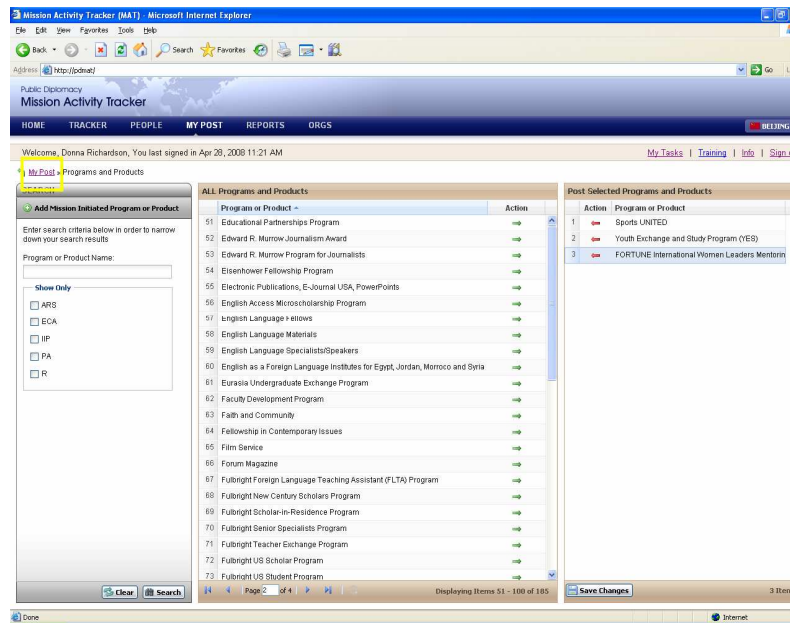 Mission Activity Tracker (MAT) - Microsoft Internet Explorer
File Edit View Favorites Tools Help
Back Search Favorites
Address http://pdmat/ Go
Public Diplomacy
Mission Activity Tracker
HOME TRACKER PEOPLE MY POST REPORTS ORGS BEIJING
Welcome, Donna Richardson, You last signed in Apr 28, 2008 11:21 AM My Tasks | Training | Info | Sign
My Post » Programs and Products
SEARCH
Add Mission Initiated Program or Product
Enter search criteria below in order to narrow
down your search results
Program or Product Name:
Show Only
ARS
ECA
IIP
PA
R
Clear Search
ALL Programs and Products
Program or Product Action
51 Educational Partnerships Program
52 Edward R. Murrow Journalism Award
53 Edward R. Murrow Program for Journalists
54 Eisenhower Fellowship Program
55 Electronic Publications, E-Journal USA, PowerPoints
56 English Access Microscholarship Program
57 English Language Fellows
58 English Language Materials
59 English Language Specialists/Speakers
60 English as a Foreign Language Institutes for Egypt, Jordan, Morroco and Syria
61 Eurasia Undergraduate Exchange Program
62 Faculty Development Program
63 Faith and Community
64 Fellowship in Contemporary Issues
65 Film Service
66 Forum Magazine
67 Fulbright Foreign Language Teaching Assistant (FLTA) Program
68 Fulbright New Century Scholars Program
69 Fulbright Scholar-in-Residence Program
70 Fulbright Senior Specialists Program
71 Fulbright Teacher Exchange Program
72 Fulbright US Scholar Program
73 Fulbright US Student Program
Page 2 of 4 Displaying Items 51 - 100 of 185
Post Selected Programs and Products
Action Program or Product
1 Sports UNITED
2 Youth Exchange and Study Program (YES)
3 FORTUNE International Women Leaders Mentorin
Save Changes 3 Iten
Done Internet